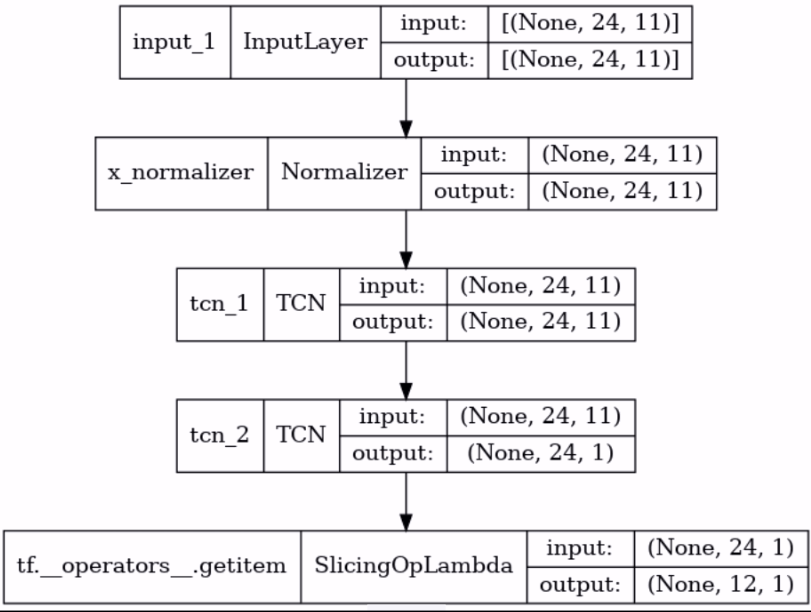 input_1 InputLayer input: [(None, 24, 11)]
output: [(None, 24, 11)]
x_normalizer Normalizer input: (None, 24, 11)
output: (None, 24, 11)
tcn_1 TCN input: (None, 24, 11)
output: (None, 24, 11)
tcn_2 TCN input: (None, 24, 11)
output: (None, 24, 1)
tf.__operators__.getitem SlicingOpLambda input: (None, 24, 1)
output: (None, 12, 1)